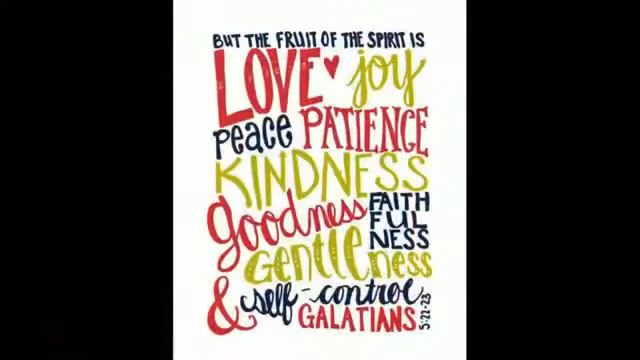 BUT THE FRUIT OF THE SPIRIT IS
LOVE joy
peace PATIENCE
KINDNESS
goodness FAITH
FUL
NESS
GentleNess
& self-control
GALATIANS 5:22-23